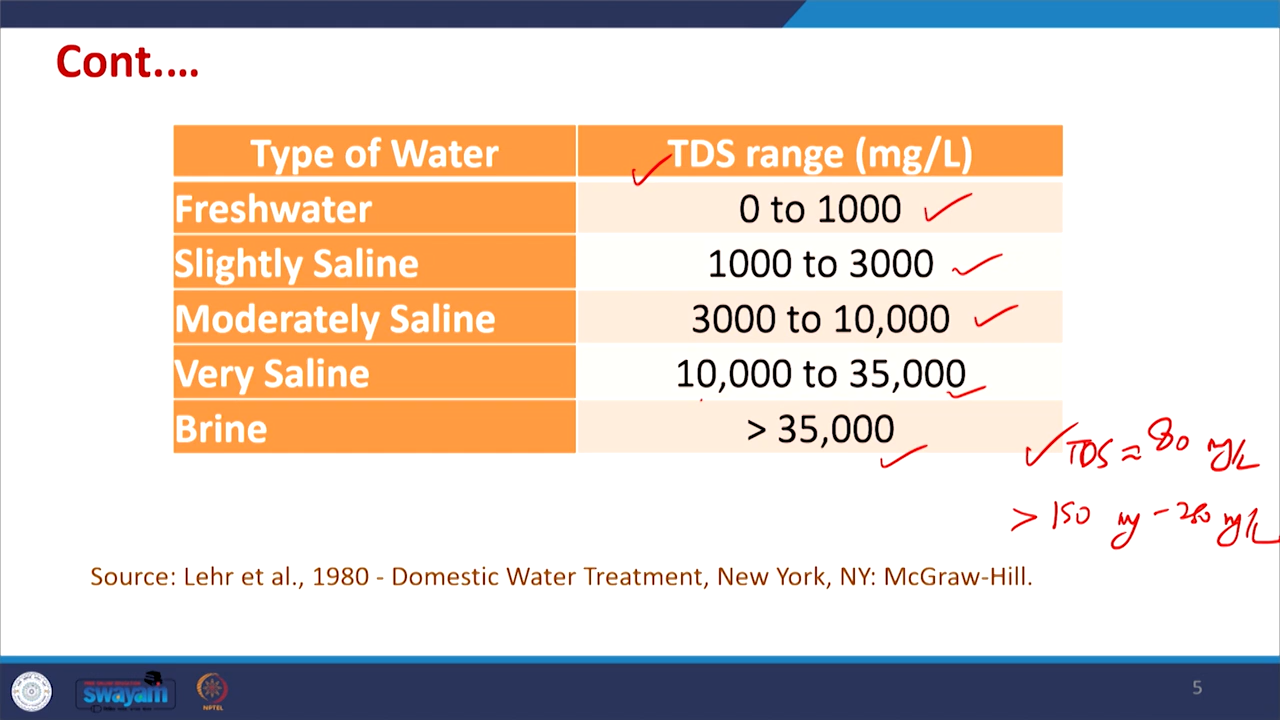 Cont.…
Type of Water TDS range (mg/L)
Freshwater 0 to 1000
Slightly Saline 1000 to 3000
Moderately Saline 3000 to 10,000
Very Saline 10,000 to 35,000
Brine > 35,000
TDS ≈ 80 mg/L
> 150 mg - 250 mg/L
Source: Lehr et al., 1980 - Domestic Water Treatment, New York, NY: McGraw-Hill.
swayam
NPTEL
5